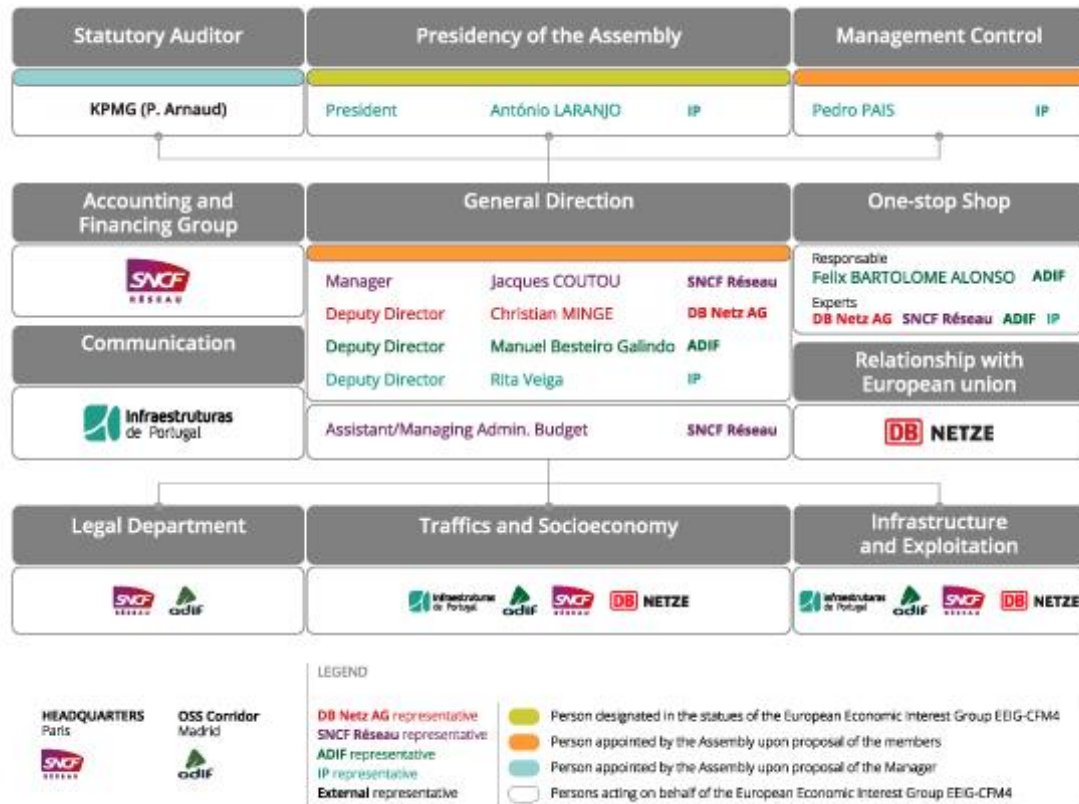 Statutory Auditor
Presidency of the Assembly
Management Control
KPMG (P. Arnaud)
President António LARANJO IP
Pedro PAIS IP
Accounting and
Financing Group
General Direction
One-stop Shop
SNCF
RÉSEAU
Manager Jacques COUTOU SNCF Réseau
Deputy Director Christian MINGE DB Netz AG
Deputy Director Manuel Besteiro Galindo ADIF
Deputy Director Rita Veiga IP
Responsable
Felix BARTOLOME ALONSO ADIF
Experts
DB Netz AG SNCF Réseau ADIF IP
Communication
Relationship with
European union
Infraestruturas
de Portugal
Assistant/Managing Admin. Budget SNCF Réseau
DB NETZE
Legal Department
Traffics and Socioeconomy
Infrastructure
and Exploitation
SNCF
RÉSEAU
adif
Infraestruturas
de Portugal
adif
SNCF
RÉSEAU
DB NETZE
Infraestruturas
de Portugal
adif
SNCF
RÉSEAU
DB NETZE
HEADQUARTERS
Paris
SNCF
RÉSEAU
OSS Corridor
Madrid
adif
LEGEND
DB Netz AG representative
SNCF Réseau representative
ADIF representative
IP representative
External representative
Person designated in the statues of the European Economic Interest Group EEIG-CFM4
Person appointed by the Assembly upon proposal of the members
Person appointed by the Assembly upon proposal of the Manager
Persons acting on behalf of the European Economic Interest Group EEIG-CFM4